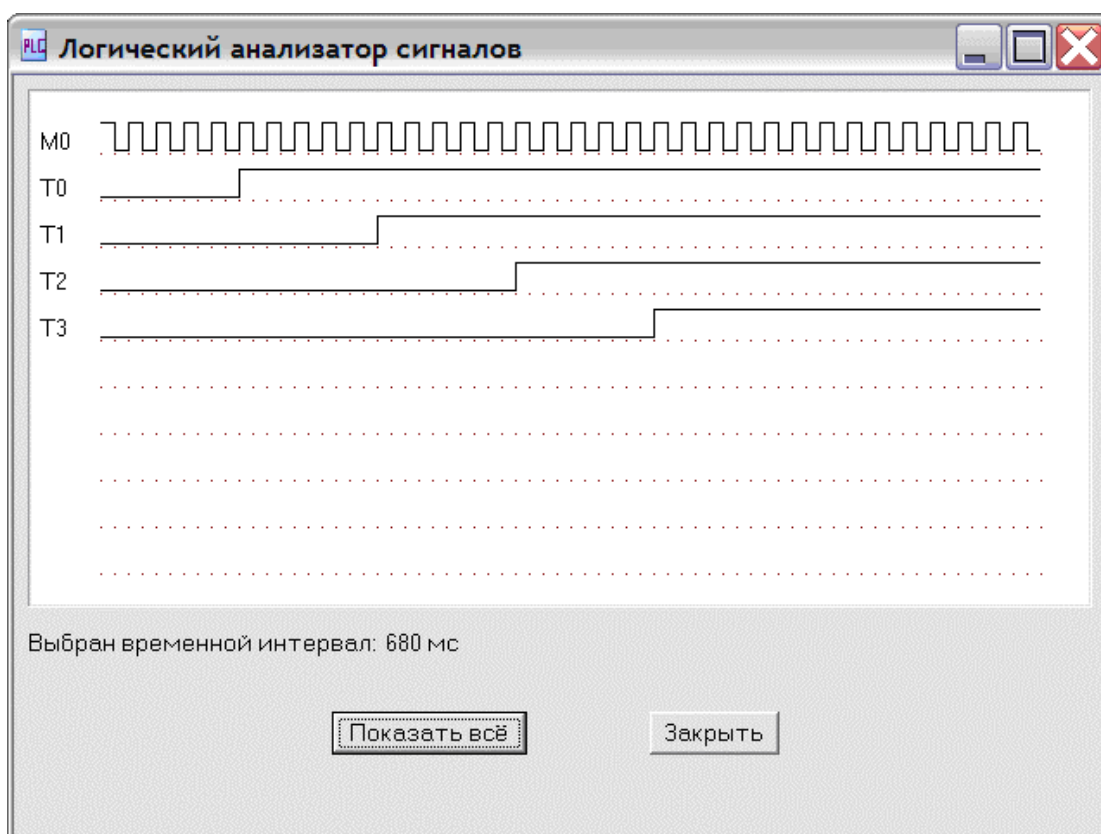 PLC Логический анализатор сигналов
M0
T0
T1
T2
T3
Выбран временной интервал: 680 мс
Показать всё
Закрыть